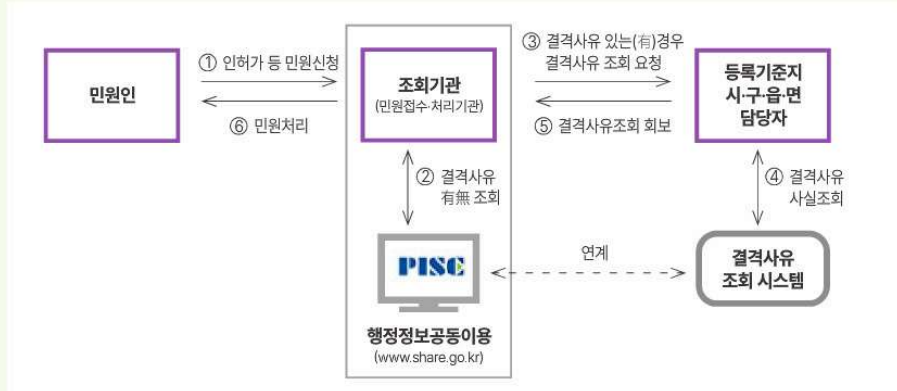 민원인
① 인허가 등 민원신청
⑥ 민원처리
조회기관
(민원접수·처리기관)
③ 결격사유 있는(有)경우
결격사유 조회 요청
⑤ 결격사유조회 회보
등록기준지
시·구·읍·면
담당자
② 결격사유
有無 조회
④ 결격사유
사실조회
PISC
연계
결격사유
조회 시스템
행정정보공동이용
(www.share.go.kr)